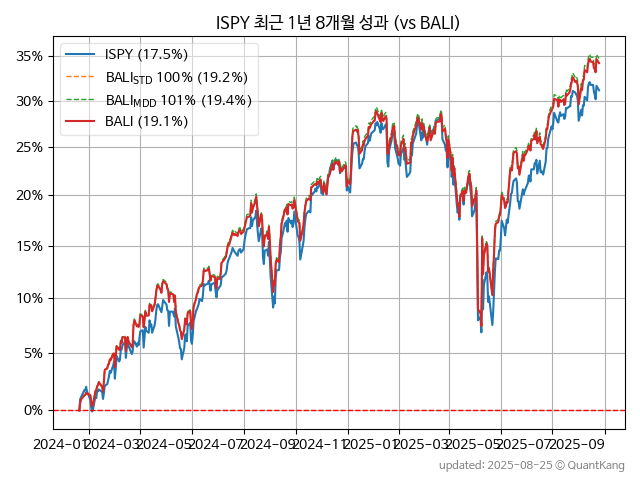 ISPY 최근 1년 8개월 성과 (vs BALI)
ISPY (17.5%)
BALI_STD 100% (19.2%)
BALI_MDD 101% (19.4%)
BALI (19.1%)
35%
30%
25%
20%
15%
10%
5%
0%
2024-01 2024-03 2024-05 2024-07 2024-09 2024-11 2025-01 2025-03 2025-05 2025-07 2025-09
updated: 2025-08-25 © QuantKang